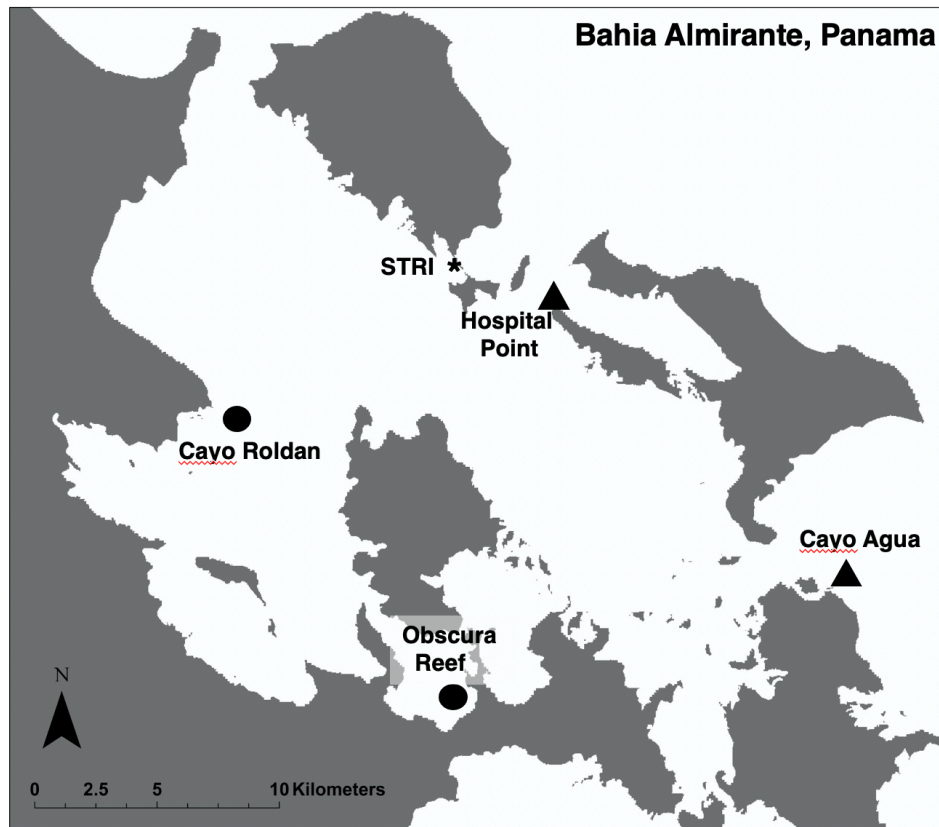 Bahia Almirante, Panama
STRI *
Hospital
Point
Cayo Roldan
Cayo Agua
Obscura
Reef
N
0 2.5 5 10 Kilometers